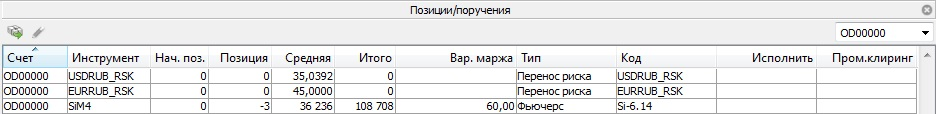 Позиции/поручения
OD00000
Счет Инструмент Нач. поз. Позиция Средняя Итого Вар. маржа Тип Код Исполнить Пром.клиринг
OD00000 USDRUB_RSK 0 0 35,0392 0 Перенос риска USDRUB_RSK
OD00000 EURRUB_RSK 0 0 45,0000 0 Перенос риска EURRUB_RSK
OD00000 SiM4 0 -3 36 236 108 708 60,00 Фьючерс Si-6.14